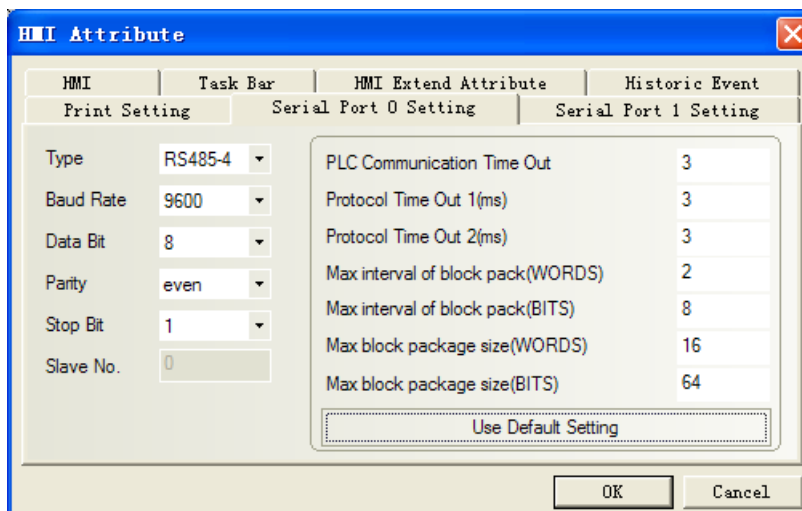 HMI Attribute
HMI Task Bar HMI Extend Attribute Historic Event
Print Setting Serial Port 0 Setting Serial Port 1 Setting
Type RS485-4
Baud Rate 9600
Data Bit 8
Parity even
Stop Bit 1
Slave No. 0
PLC Communication Time Out 3
Protocol Time Out 1(ms) 3
Protocol Time Out 2(ms) 3
Max interval of block pack(WORDS) 2
Max interval of block pack(BITS) 8
Max block package size(WORDS) 16
Max block package size(BITS) 64
Use Default Setting
OK Cancel